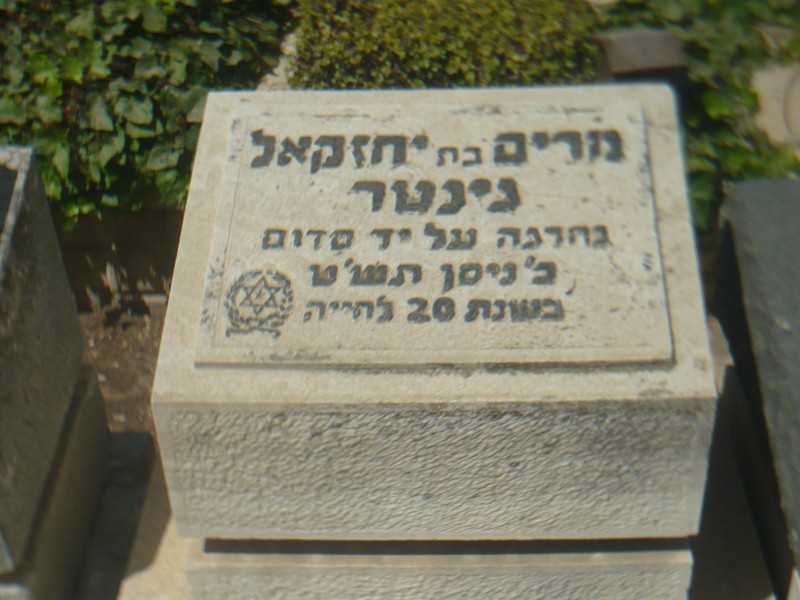 מרים בת יחזקאל
גינטר
נהרגה על יד סדום
כ' ניסן תש"ט
בשנת 20 לחייה